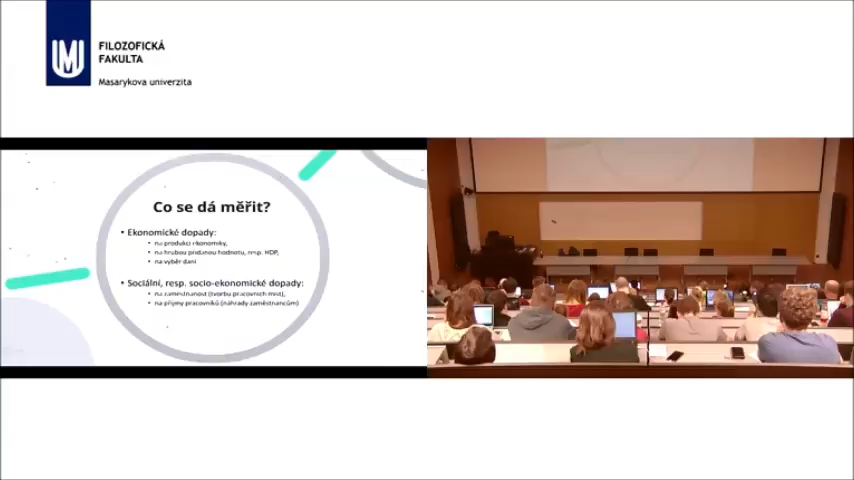 FILOZOFICKÁ
FAKULTA
Masarykova univerzita
Co se dá měřit?
• Ekonomické dopady:
• na produkci ekonomiky,
• na hrubou přidanou hodnotu, resp. HDP,
• na výběr daní
• Sociální, resp. socio-ekonomické dopady:
• na zaměstnanost (tvorbu pracovních míst),
• na příjmy pracovníků (náhrady zaměstnancům)